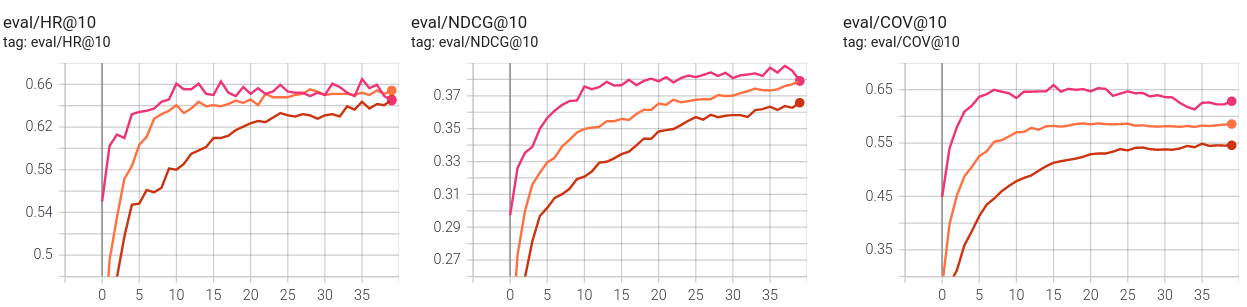 eval/HR@10
tag: eval/HR@10
0.66
0.62
0.58
0.54
0.5
0 5 10 15 20 25 30 35
eval/NDCG@10
tag: eval/NDCG@10
0.37
0.35
0.33
0.31
0.29
0.27
0 5 10 15 20 25 30 35
eval/COV@10
tag: eval/COV@10
0.65
0.55
0.45
0.35
0 5 10 15 20 25 30 35